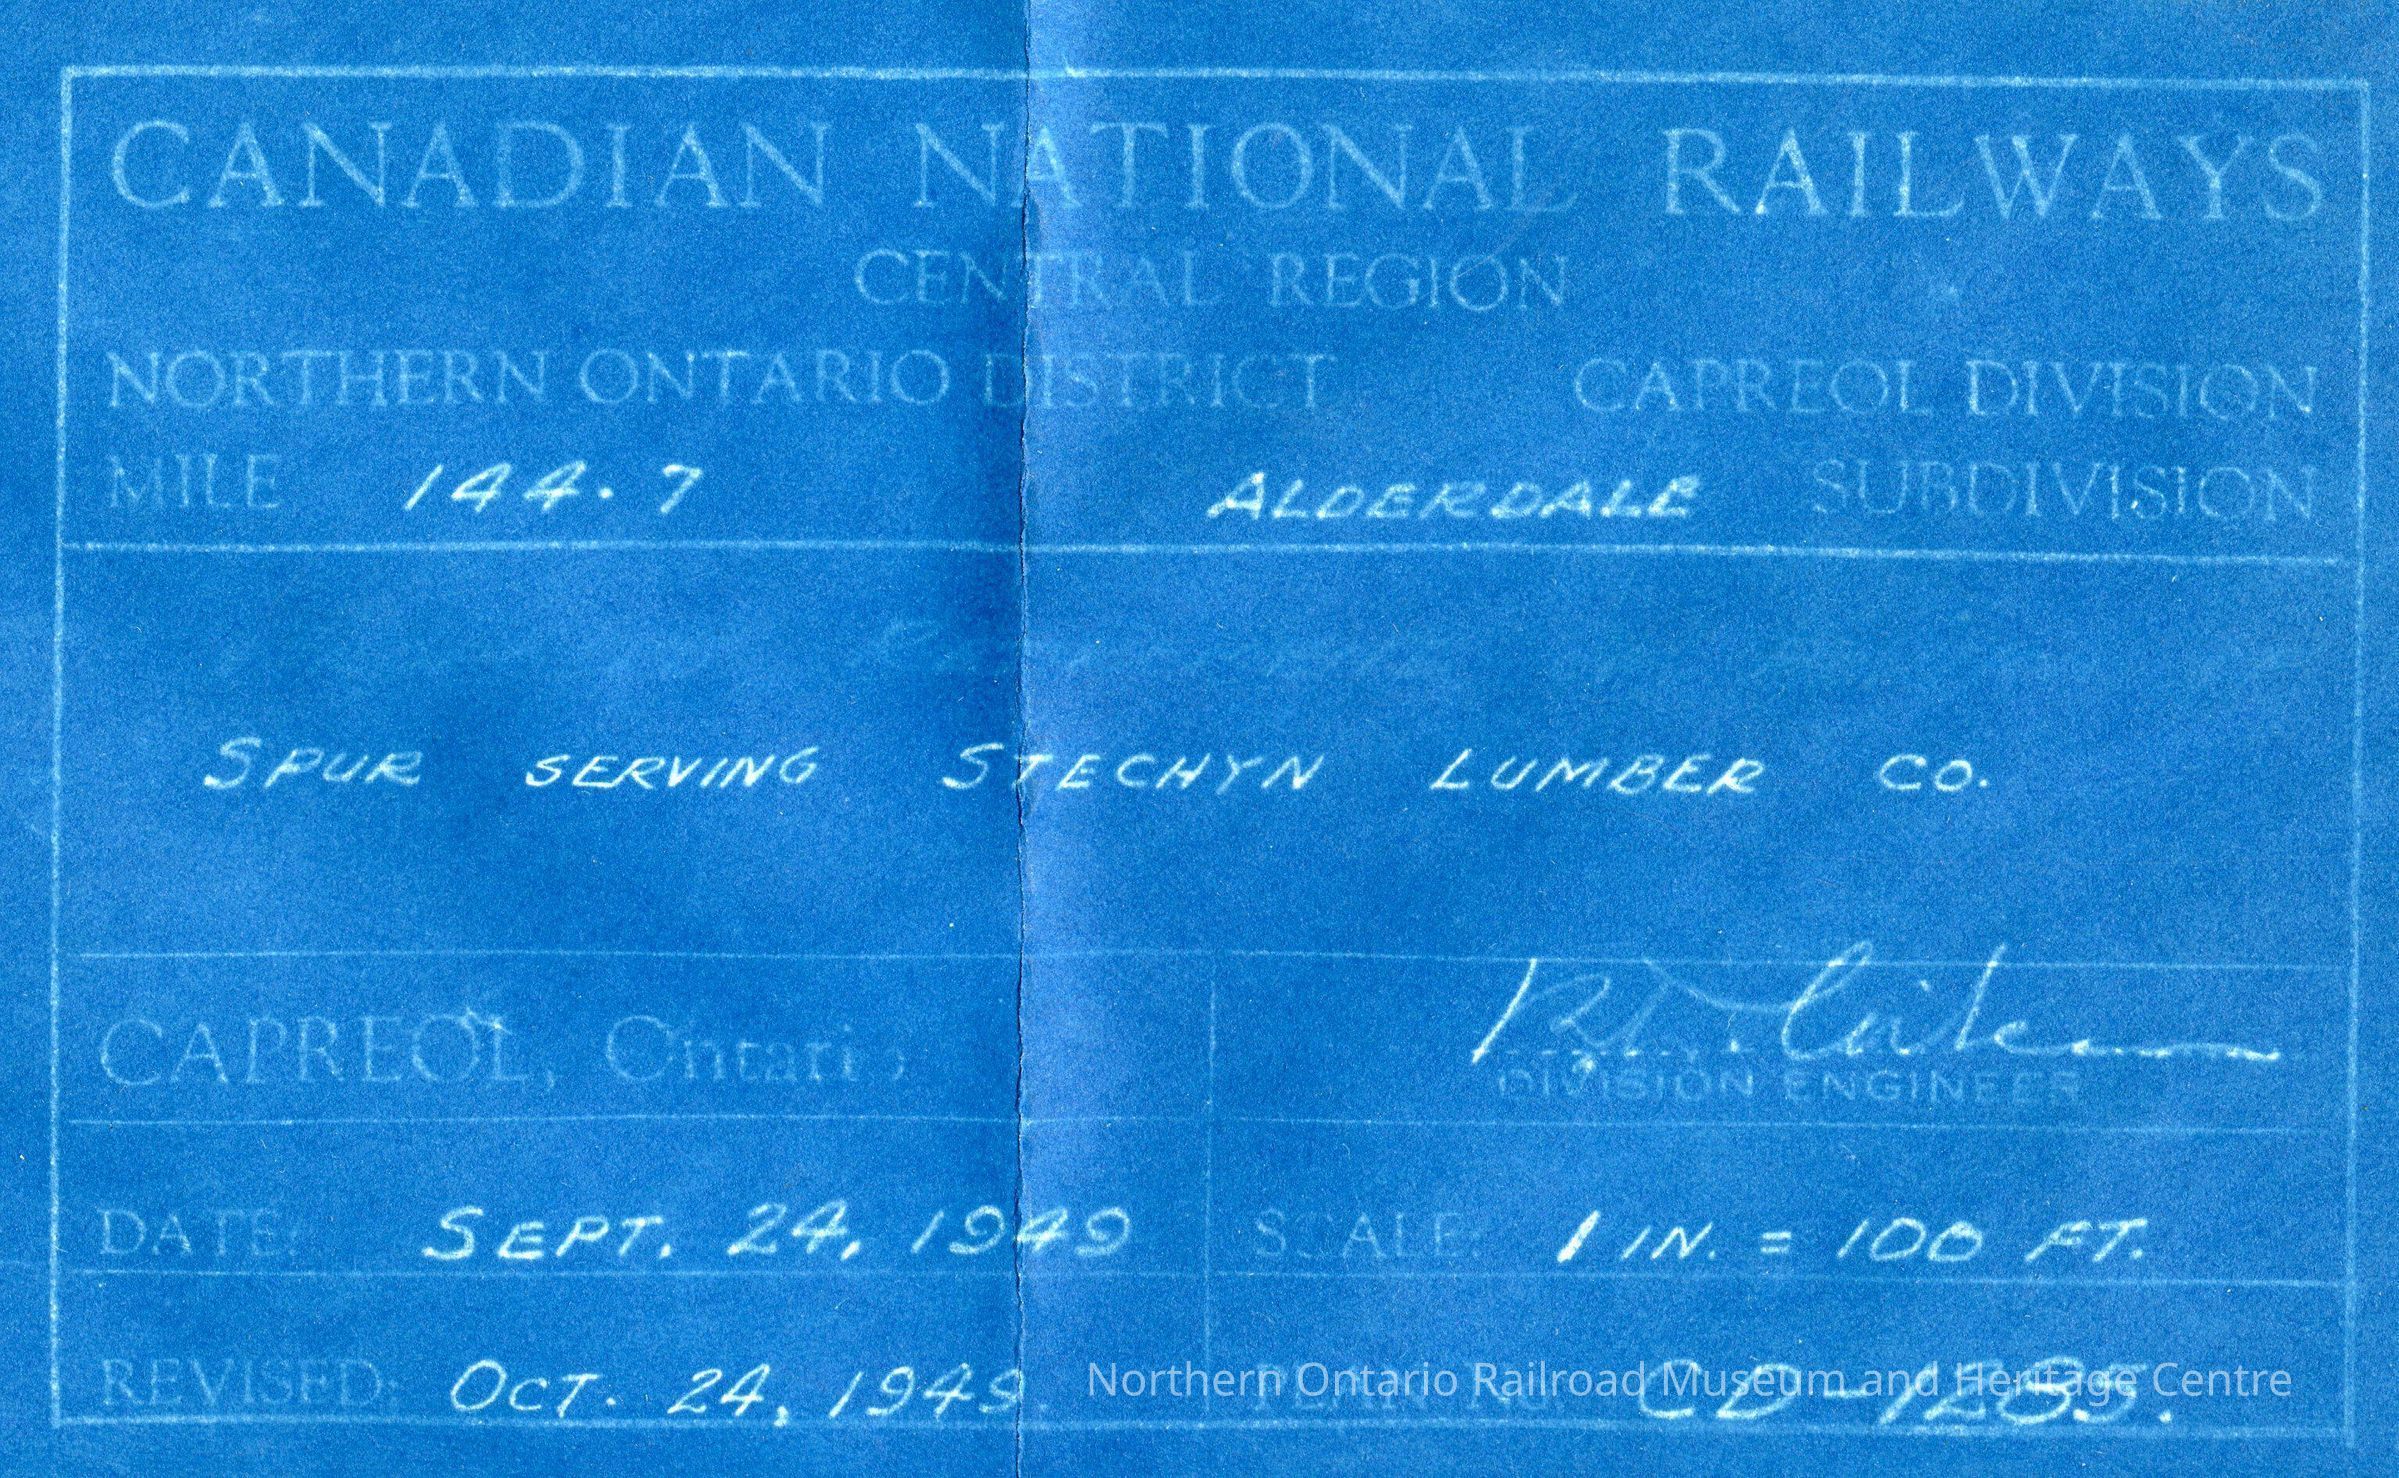 CANADIAN NATIONAL RAILWAYS
CENTRAL REGION
NORTHERN ONTARIO DISTRICT CAPREOL DIVISION
MILE 144.7 ALDERDALE SUBDIVISION
SPUR SERVING STECHYN LUMBER CO.
CAPREOL, Ontario
DIVISION ENGINEER
DATE: SEPT. 24, 1949 SCALE: 1 IN. = 100 FT.
REVISED: OCT. 24, 1949. PLAN No.
Northern Ontario Railroad Museum and Heritage Centre